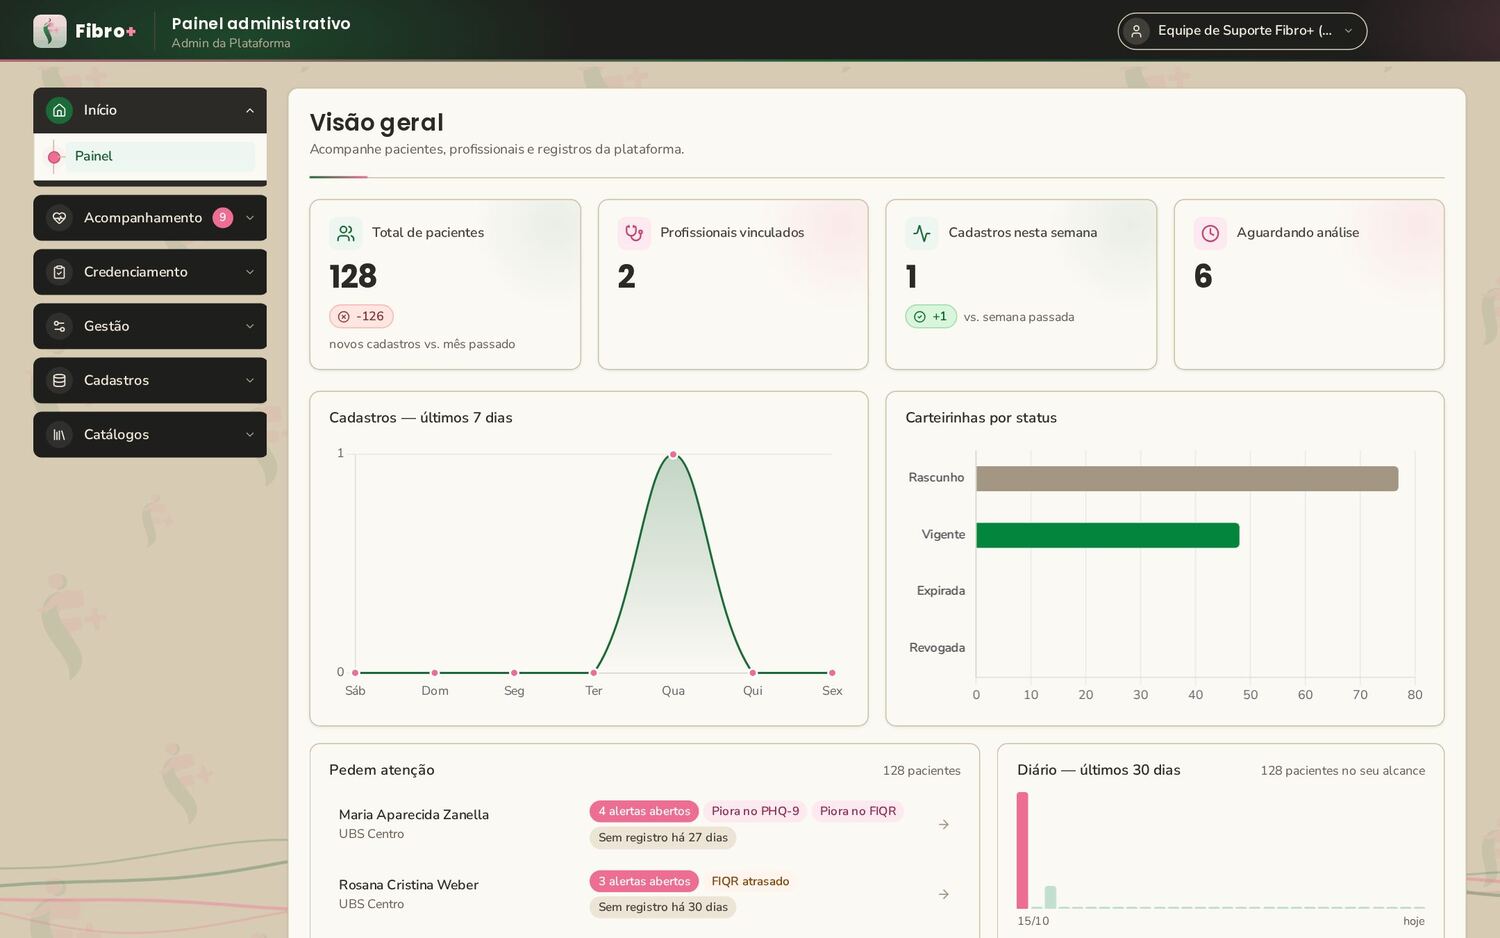 Fibro+
Painel administrativo
Admin da Plataforma
Equipe de Suporte Fibro+ (...
Início
Painel
Acompanhamento 9
Credenciamento
Gestão
Cadastros
Catálogos
Visão geral
Acompanhe pacientes, profissionais e registros da plataforma.
Total de pacientes
128
-126
novos cadastros vs. mês passado
Profissionais vinculados
2
Cadastros nesta semana
1
+1 vs. semana passada
Aguardando análise
6
Cadastros — últimos 7 dias
1
0
Sáb Dom Seg Ter Qua Qui Sex
Carteirinhas por status
Rascunho
Vigente
Expirada
Revogada
0 10 20 30 40 50 60 70 80
Pedem atenção 128 pacientes
Maria Aparecida Zanella
UBS Centro
4 alertas abertos Piora no PHQ-9 Piora no FIQR
Sem registro há 27 dias
Rosana Cristina Weber
UBS Centro
3 alertas abertos FIQR atrasado
Sem registro há 30 dias
Diário — últimos 30 dias 128 pacientes no seu alcance
15/10 hoje